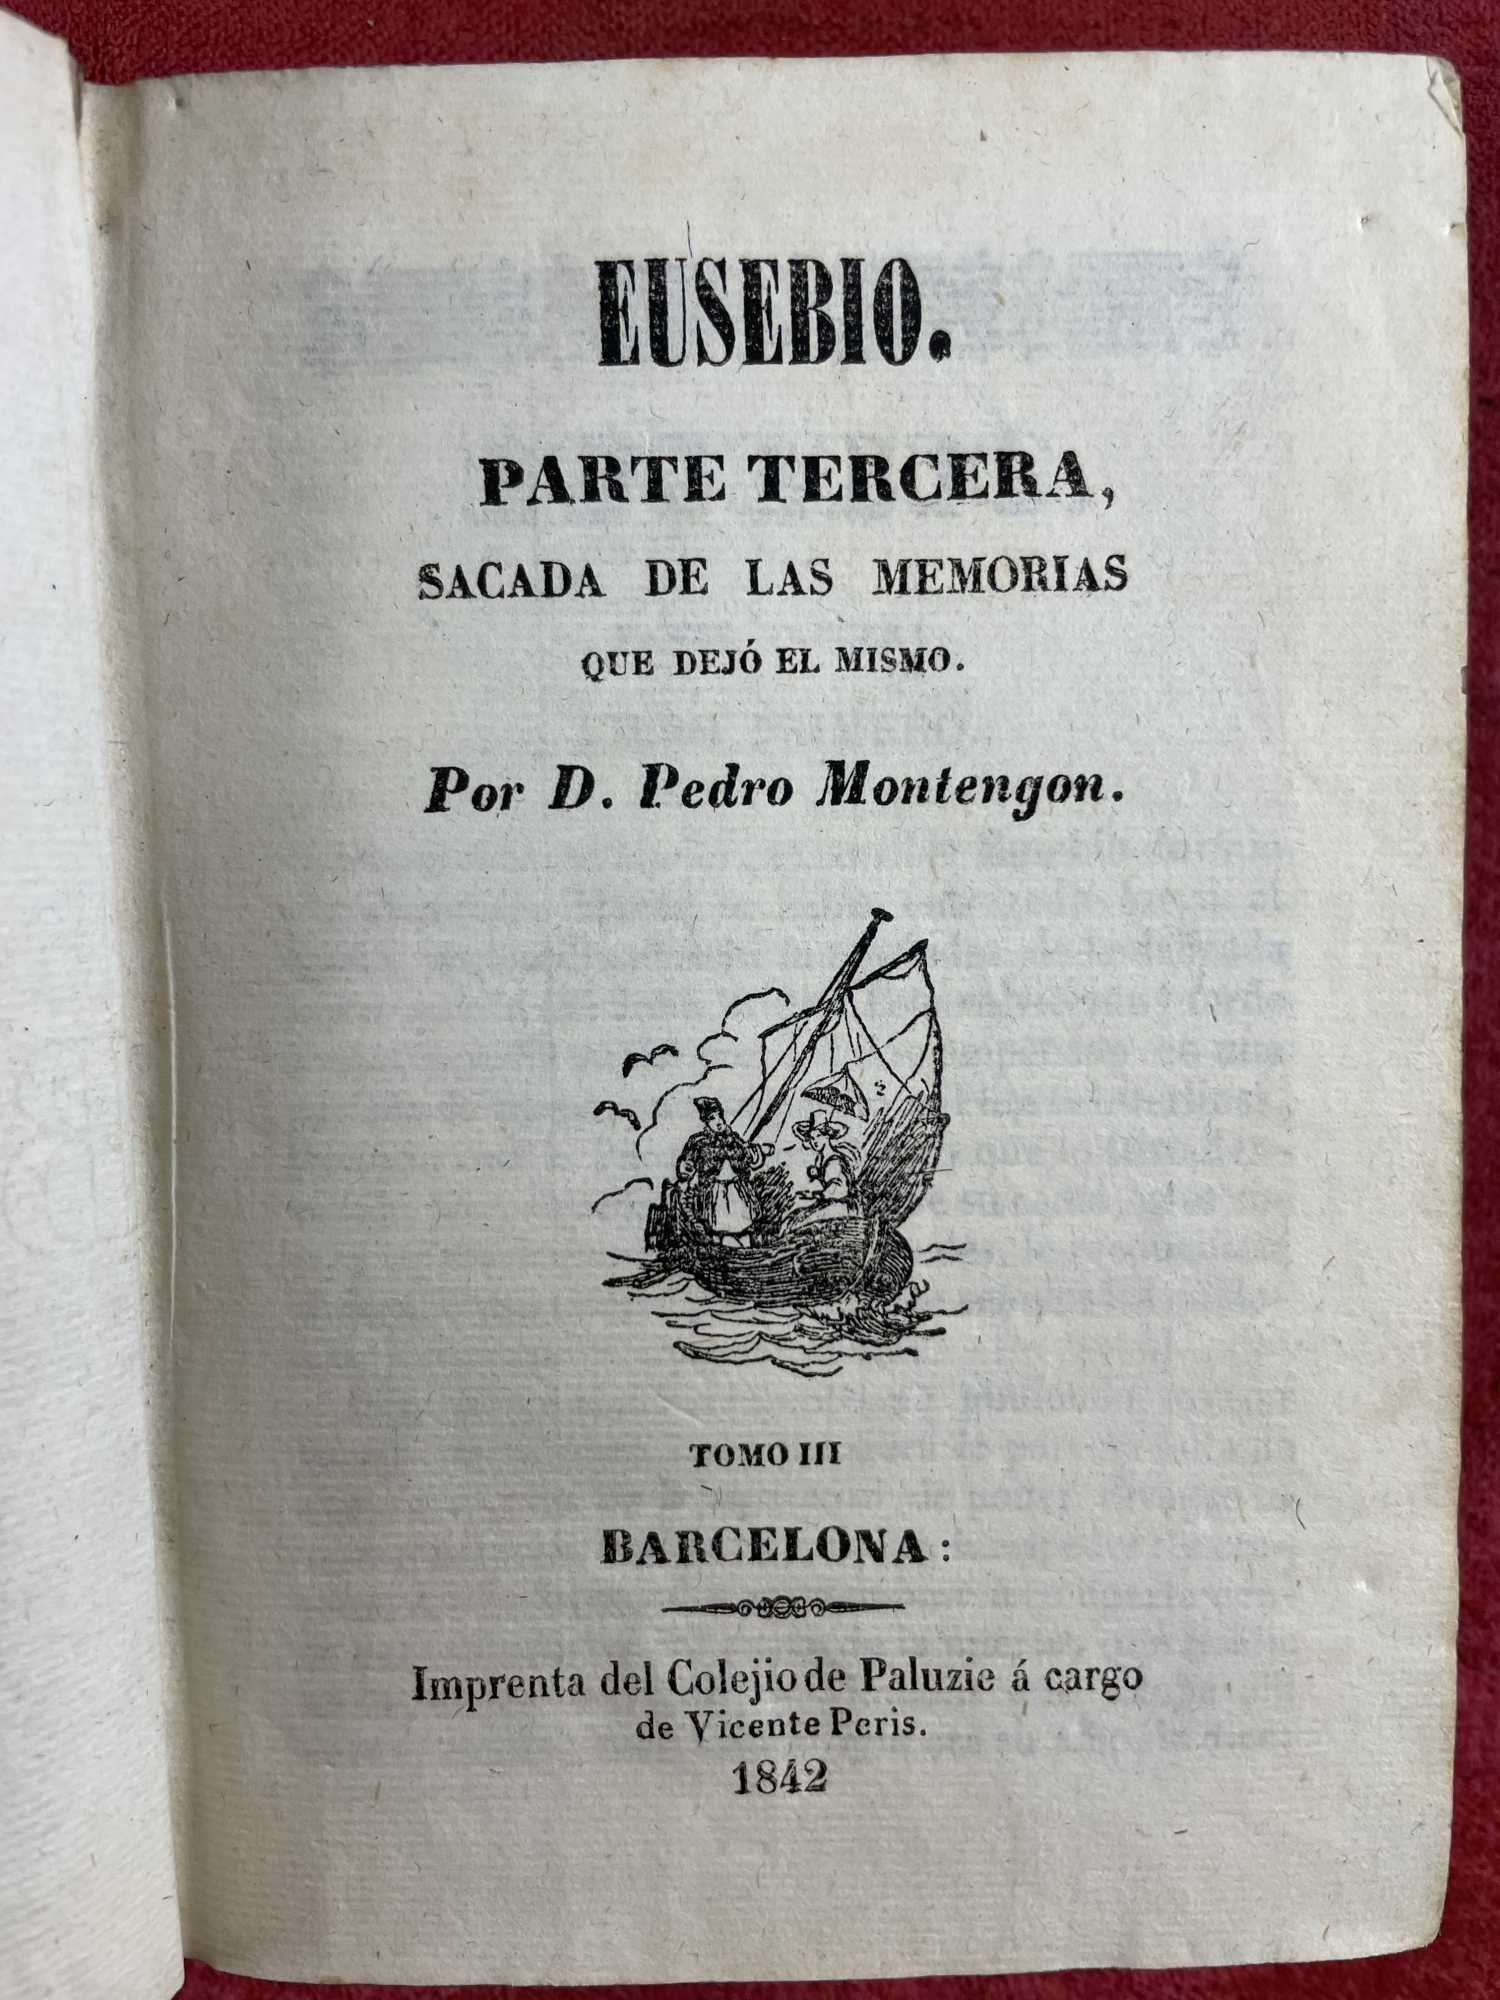 EUSEBIO.
PARTE TERCERA,
SACADA DE LAS MEMORIAS
QUE DEJÓ EL MISMO.
Por D. Pedro Montengon.
TOMO III
BARCELONA:
Imprenta del Colejio de Paluzie á cargo
de Vicente Peris.
1842